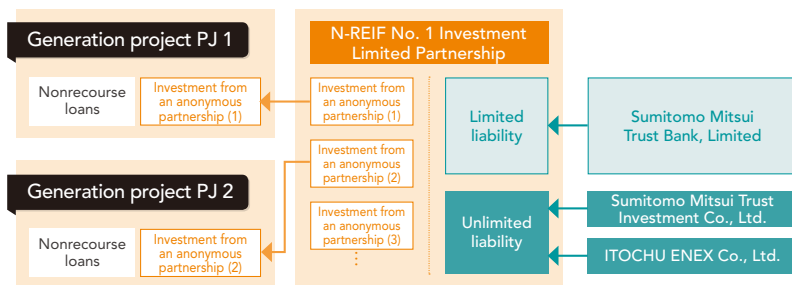 Generation project PJ 1
Nonrecourse
loans
Investment from
an anonymous
partnership (1)
Generation project PJ 2
Nonrecourse
loans
Investment from
an anonymous
partnership (2)
N-REIF No. 1 Investment
Limited Partnership
Investment from
an anonymous
partnership (1)
Investment from
an anonymous
partnership (2)
Investment from
an anonymous
partnership (3)
Limited
liability
Unlimited
liability
Sumitomo Mitsui
Trust Bank, Limited
Sumitomo Mitsui Trust
Investment Co., Ltd.
ITOCHU ENEX Co., Ltd.